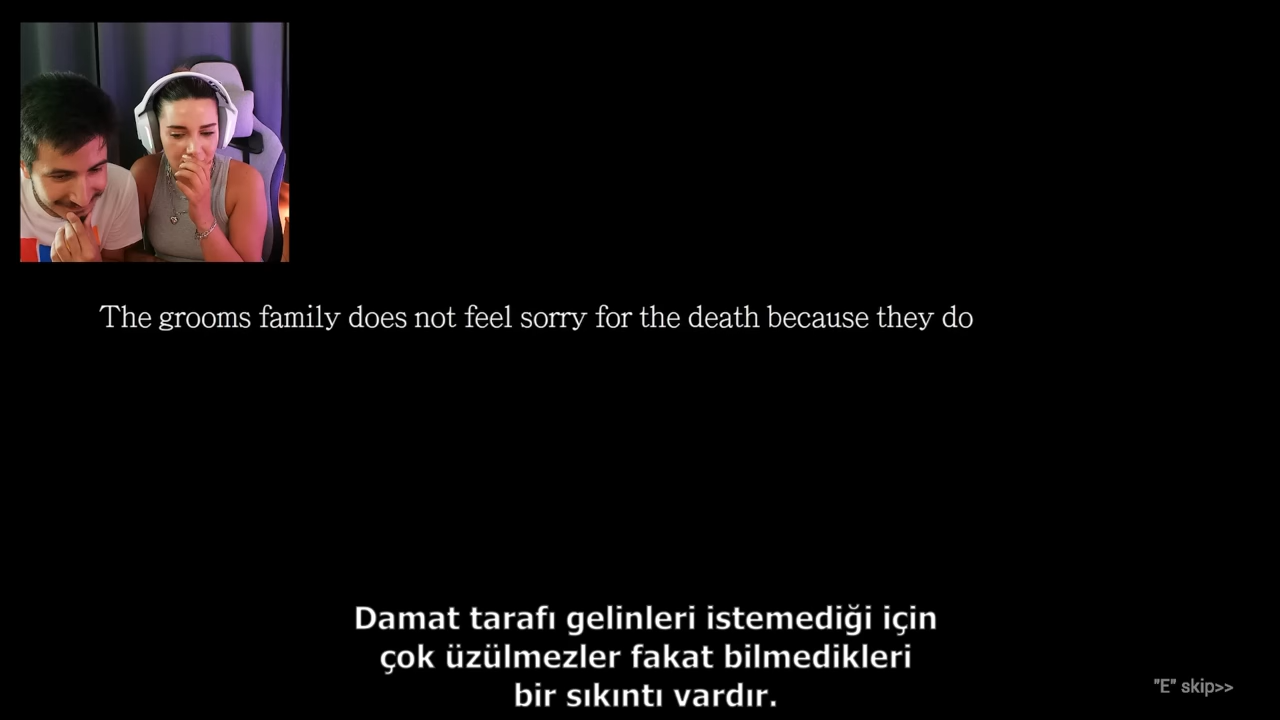 The grooms family does not feel sorry for the death because they do
Damat tarafı gelinleri istemediği için
çok üzülmezler fakat bilmedikleri
bir sıkıntı vardır.
"E" skip>>